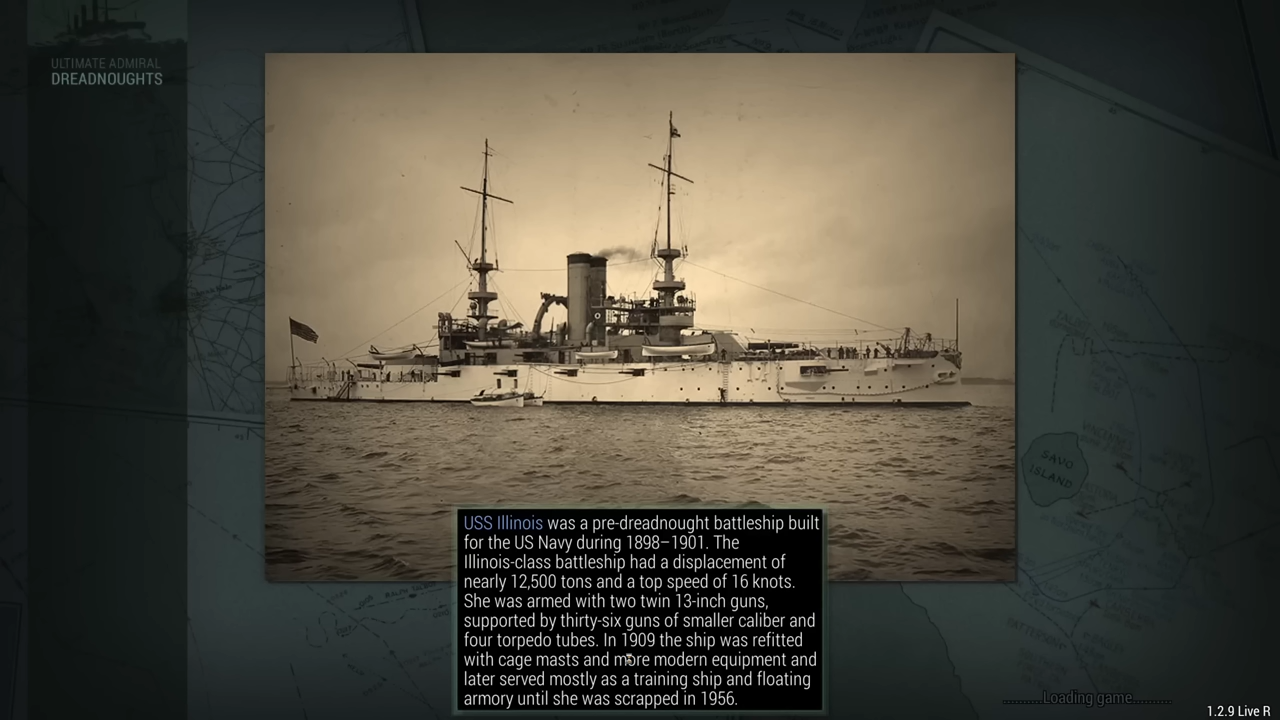 ULTIMATE ADMIRAL
DREADNOUGHTS
SAVO
ISLAND
USS Illinois was a pre-dreadnought battleship built
for the US Navy during 1898–1901. The
Illinois-class battleship had a displacement of
nearly 12,500 tons and a top speed of 16 knots.
She was armed with two twin 13-inch guns,
supported by thirty-six guns of smaller caliber and
four torpedo tubes. In 1909 the ship was refitted
with cage masts and more modern equipment and
later served mostly as a training ship and floating
armory until she was scrapped in 1956.
..........Loading game..........
1.2.9 Live R